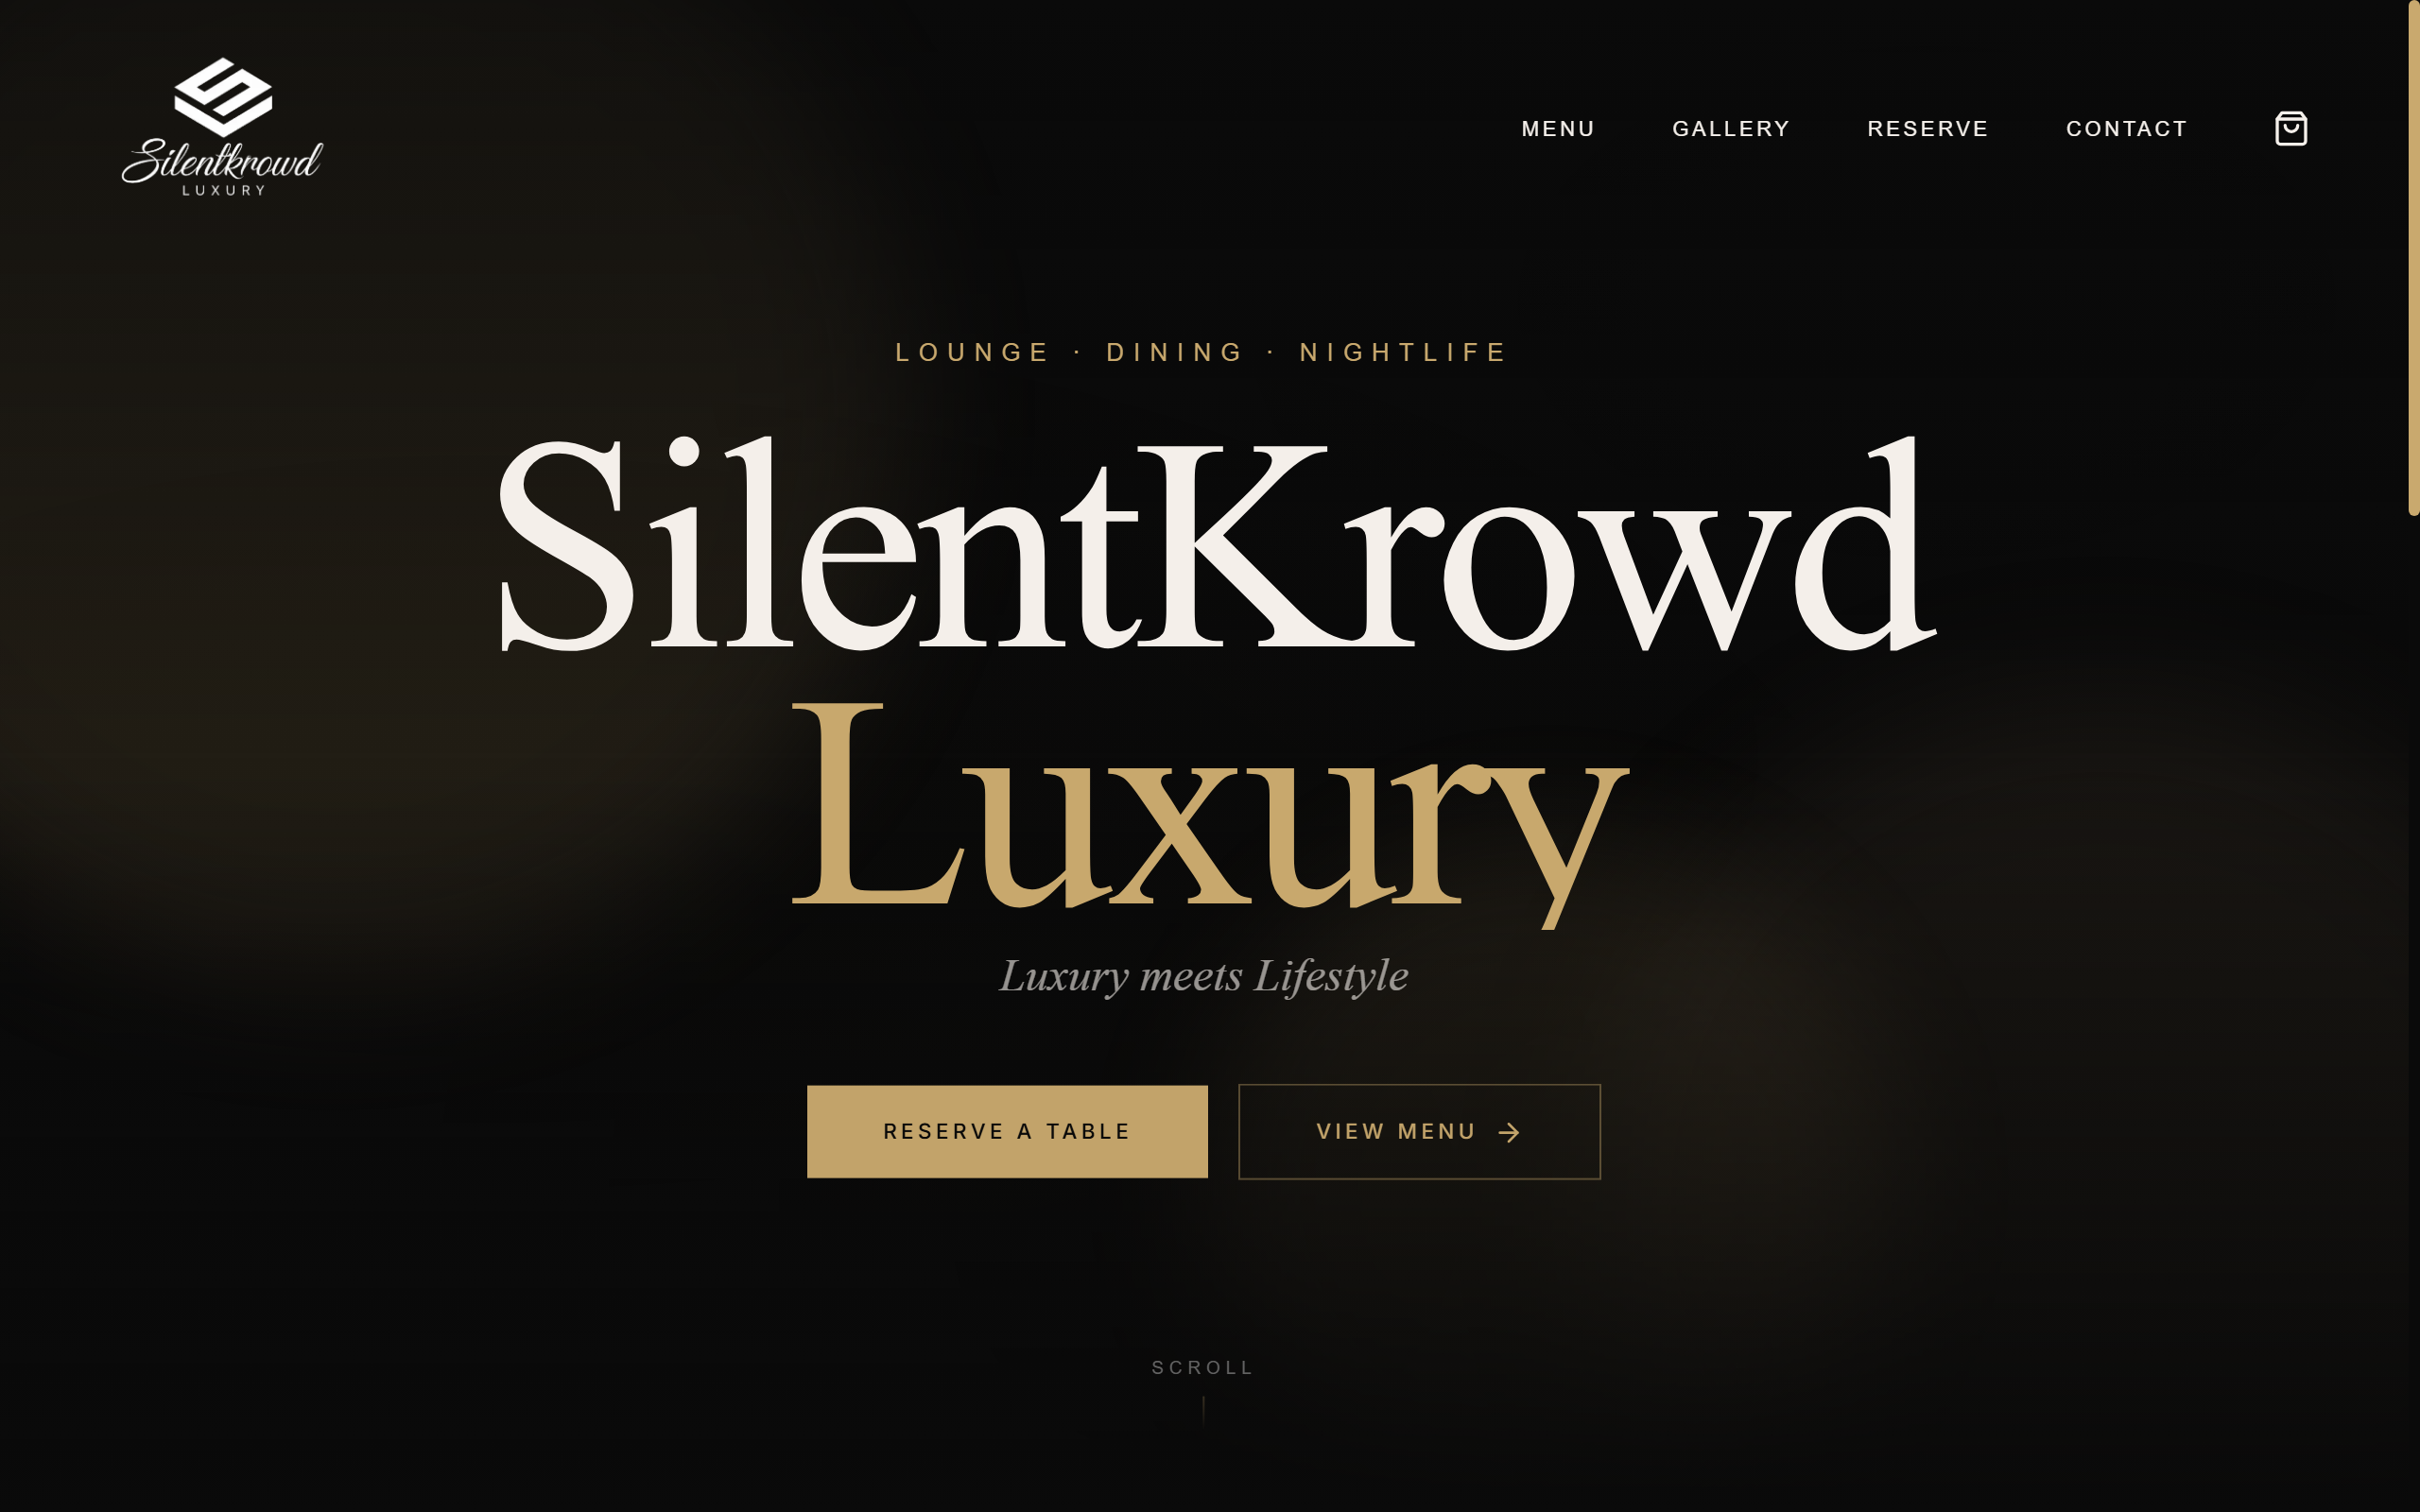 Silentkrowd
LUXURY
MENU GALLERY RESERVE CONTACT
LOUNGE · DINING · NIGHTLIFE
SilentKrowd
Luxury
Luxury meets Lifestyle
RESERVE A TABLE
VIEW MENU →
SCROLL